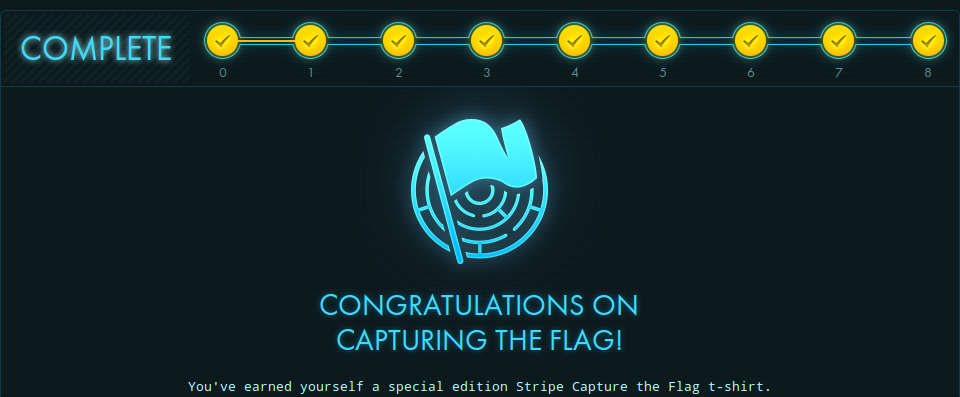 COMPLETE
0 1 2 3 4 5 6 7 8
CONGRATULATIONS ON
CAPTURING THE FLAG!
You've earned yourself a special edition Stripe Capture the Flag t-shirt.